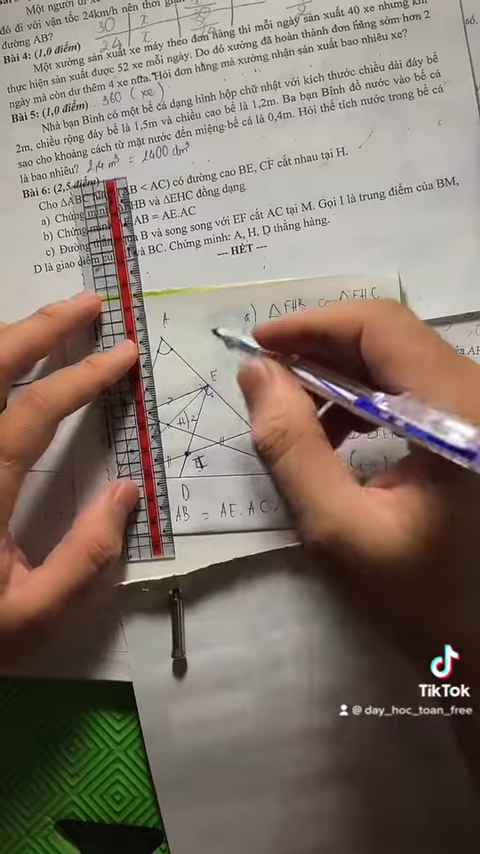 Một người đi xe
đó đi với vận tốc 24km/h nên thời gian
đường AB?
30 x 30
24 x 24
Bài 4: (1,0 điểm)
Một xưởng sản xuất xe máy theo đơn hàng thì mỗi ngày sản xuất 40 xe nhưng khi
thực hiện sản xuất được 52 xe mỗi ngày. Do đó xưởng đã hoàn thành đơn hàng sớm hơn 2
ngày mà còn dư thêm 4 xe nữa. Hỏi đơn hàng mà xưởng nhận sản xuất bao nhiêu xe?
360 (xe)
Bài 5: (1,0 điểm)
Nhà bạn Bình có một bể cá dạng hình hộp chữ nhật với kích thước chiều dài đáy bể
2m, chiều rộng đáy bể là 1,5m và chiều cao bể là 1,2m. Ba bạn Bình đổ nước vào bể cá
sao cho khoảng cách từ mặt nước đến miệng bể cá là 0,4m. Hỏi thể tích nước trong bể cá
là bao nhiêu? 2,4 m³ = 2400 dm³
Bài 6: (2,5 điểm)
Cho ΔABC AB < AC) có đường cao BE, CF cắt nhau tại H.
a) Chứng minh HB và ΔEHC đồng dạng
b) Chứng minh AB = AE.AC
c) Đường B và song song với EF cắt AC tại M. Gọi I là trung điểm của BM,
D là giao điểm và BC. Chứng minh: A, H, D thẳng hàng.
--- HẾT ---
số.
a) ΔFHB ∽ ΔEHC
A
E
H
I
D
AB = AE.AC
TikTok
@day_hoc_toan_free